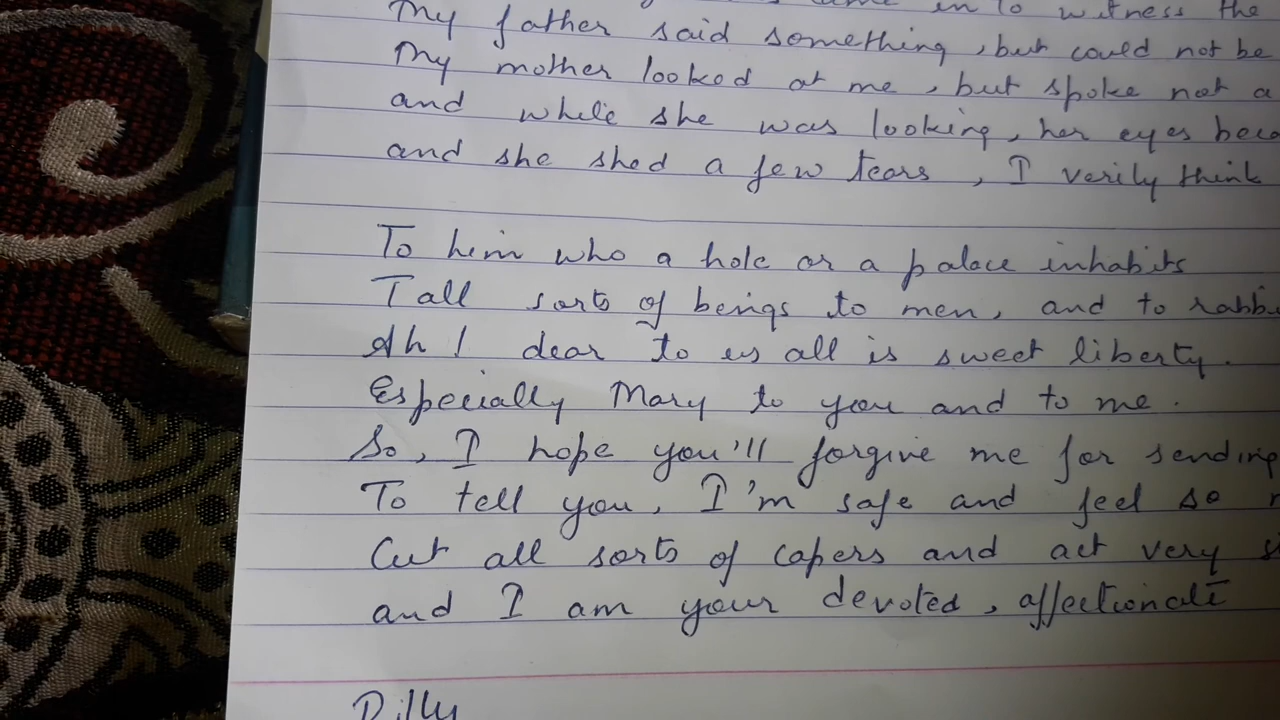 in to witness the
My father said something, but could not be
My mother looked at me, but spoke not a
and while she was looking, her eyes beca
and she shed a few tears, I verily think
To him who a hole or a palace inhabits
T all sorts of beings to men, and to rabb
Ah! dear to us all is sweet liberty.
Especially Mary to you and to me.
So, I hope you'll forgive me for sending
To tell you, I'm safe and feel so
Cut all sorts of capers and act very
and I am your devoted, affectionate
Dilly